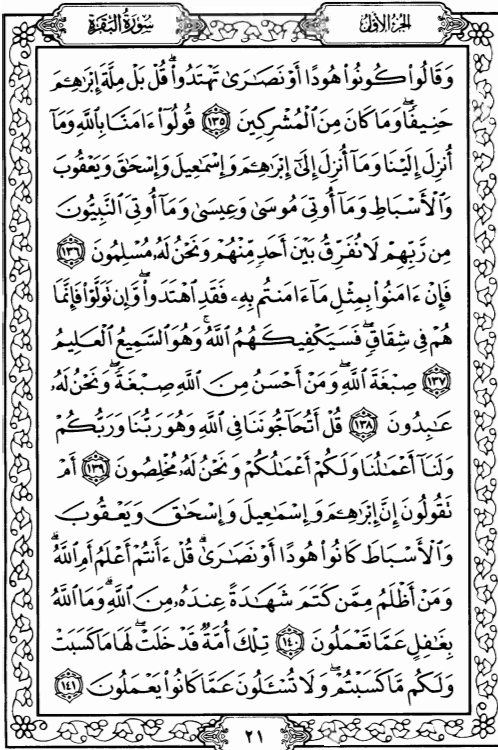 سُورَةُ البَقَرَةِ
الجُزْءُ الأَوَّلُ
وَقَالُوا۟ كُونُوا۟ هُودًا أَوْ نَصَـٰرَىٰ تَهْتَدُوا۟ ۗ قُلْ بَلْ مِلَّةَ إِبْرَٰهِـۧمَ
حَنِيفًا ۖ وَمَا كَانَ مِنَ ٱلْمُشْرِكِينَ ١٣٥ قُولُوٓا۟ ءَامَنَّا بِٱللَّهِ وَمَآ
أُنزِلَ إِلَيْنَا وَمَآ أُنزِلَ إِلَىٰٓ إِبْرَٰهِـۧمَ وَإِسْمَـٰعِيلَ وَإِسْحَـٰقَ وَيَعْقُوبَ
وَٱلْأَسْبَاطِ وَمَآ أُوتِىَ مُوسَىٰ وَعِيسَىٰ وَمَآ أُوتِىَ ٱلنَّبِيُّونَ
مِن رَّبِّهِمْ لَا نُفَرِّقُ بَيْنَ أَحَدٍ مِّنْهُمْ وَنَحْنُ لَهُۥ مُسْلِمُونَ ١٣٦
فَإِنْ ءَامَنُوا۟ بِمِثْلِ مَآ ءَامَنتُم بِهِۦ فَقَدِ ٱهْتَدَوا۟ ۖ وَّإِن تَوَلَّوْا۟ فَإِنَّمَا
هُمْ فِى شِقَاقٍ ۖ فَسَيَكْفِيكَهُمُ ٱللَّهُ ۚ وَهُوَ ٱلسَّمِيعُ ٱلْعَلِيمُ
١٣٧ صِبْغَةَ ٱللَّهِ ۖ وَمَنْ أَحْسَنُ مِنَ ٱللَّهِ صِبْغَةً ۖ وَنَحْنُ لَهُۥ
عَـٰبِدُونَ ١٣٨ قُلْ أَتُحَآجُّونَنَا فِى ٱللَّهِ وَهُوَ رَبُّنَا وَرَبُّكُمْ
وَلَنَآ أَعْمَـٰلُنَا وَلَكُمْ أَعْمَـٰلُكُمْ وَنَحْنُ لَهُۥ مُخْلِصُونَ ١٣٩ أَمْ
تَقُولُونَ إِنَّ إِبْرَٰهِـۧمَ وَإِسْمَـٰعِيلَ وَإِسْحَـٰقَ وَيَعْقُوبَ
وَٱلْأَسْبَاطَ كَانُوا۟ هُودًا أَوْ نَصَـٰرَىٰ ۗ قُلْ ءَأَنتُمْ أَعْلَمُ أَمِ ٱللَّهُ ۗ
وَمَنْ أَظْلَمُ مِمَّن كَتَمَ شَهَـٰدَةً عِندَهُۥ مِنَ ٱللَّهِ ۗ وَمَا ٱللَّهُ
بِغَـٰفِلٍ عَمَّا تَعْمَلُونَ ١٤٠ تِلْكَ أُمَّةٌ قَدْ خَلَتْ ۖ لَهَا مَا كَسَبَتْ
وَلَكُم مَّا كَسَبْتُمْ ۖ وَلَا تُسْـَٔلُونَ عَمَّا كَانُوا۟ يَعْمَلُونَ ١٤١
٢١